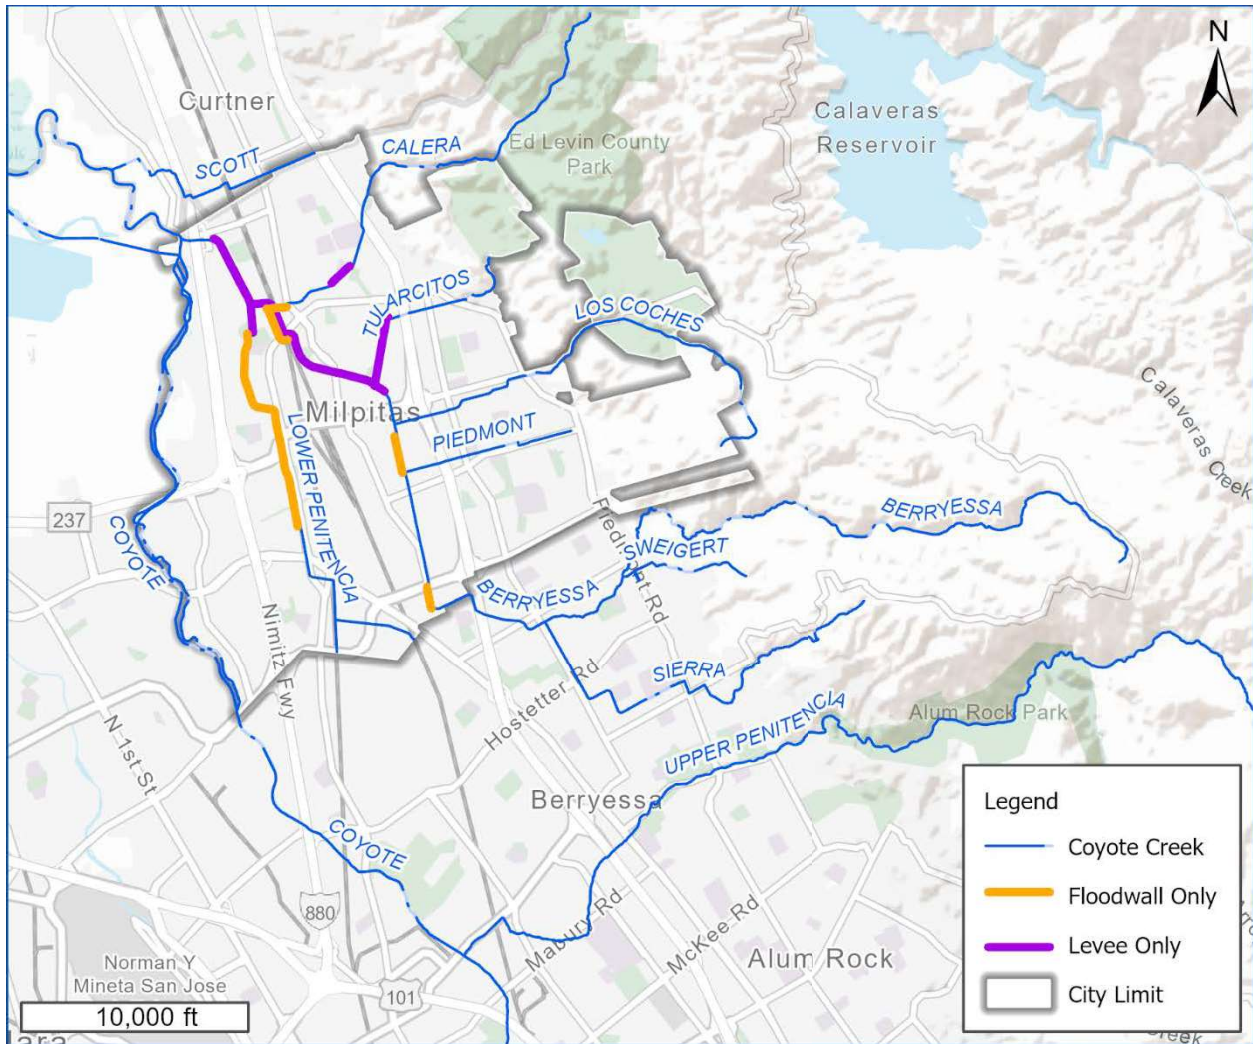 N
Curtner
Calaveras
Reservoir
SCOTT
CALERA
Ed Levin County
Park
TULARCITOS
LOS COCHES
Calaveras
Creek
Milpitas
PIEDMONT
LOWER PENITENCIA
237
COYOTE
Piedmont Rd
BERRYESSA
SWEIGERT
BERRYESSA
Nimitz Fwy
SIERRA
Hostetter Rd
N 1st St
UPPER PENITENCIA
Alum Rock Park
Berryessa
COYOTE
880
Mabury Rd
McKee Rd
Alum Rock
Norman Y
Mineta San Jose
101
10,000 ft
Legend
Coyote Creek
Floodwall Only
Levee Only
City Limit
Creek